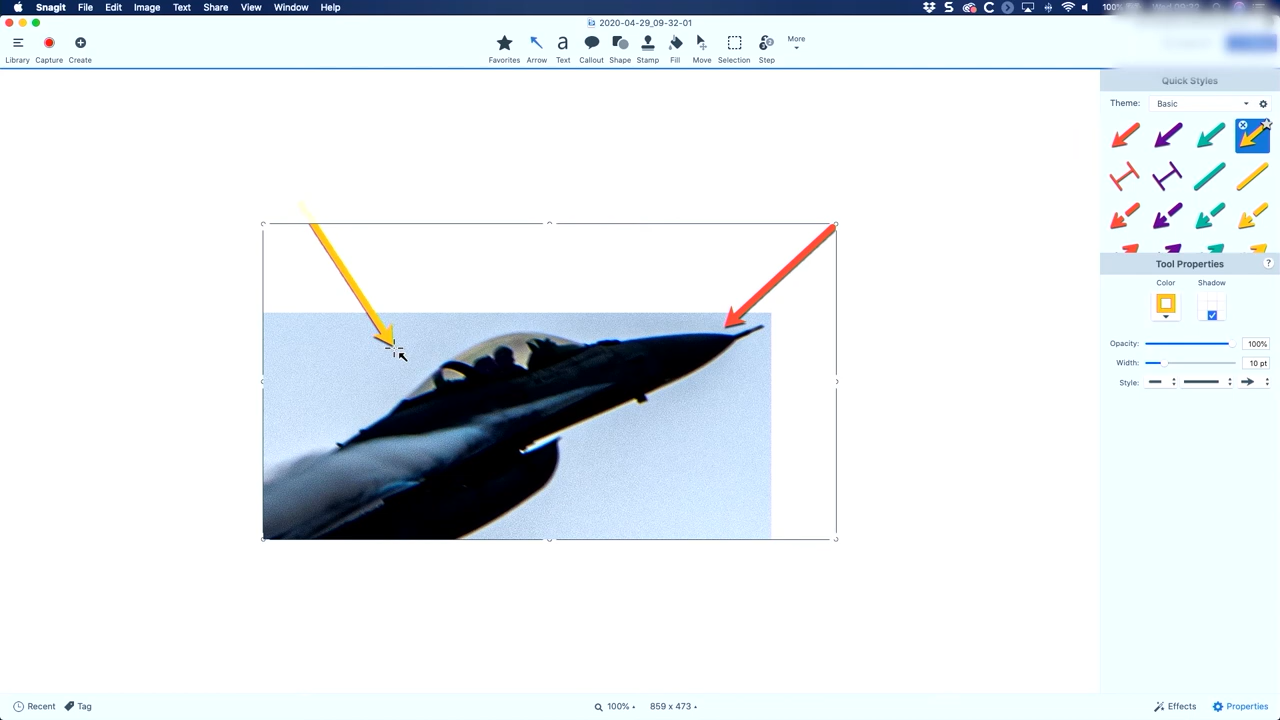 Snagit File Edit Image Text Share View Window Help 100%
2020-04-29_09-32-01
Library Capture Create Favorites Arrow Text Callout Shape Stamp Fill Move Selection Step More
Quick Styles
Theme: Basic
Tool Properties ?
Color Shadow
Opacity: 100%
Width: 10 pt
Style:
Recent Tag 100% 859 x 473 Effects Properties